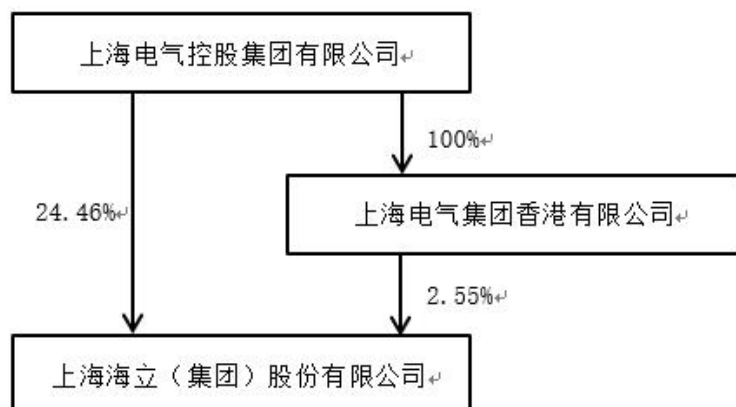 上海电气控股集团有限公司
100%
24.46%
上海电气集团香港有限公司
2.55%
上海海立（集团）股份有限公司